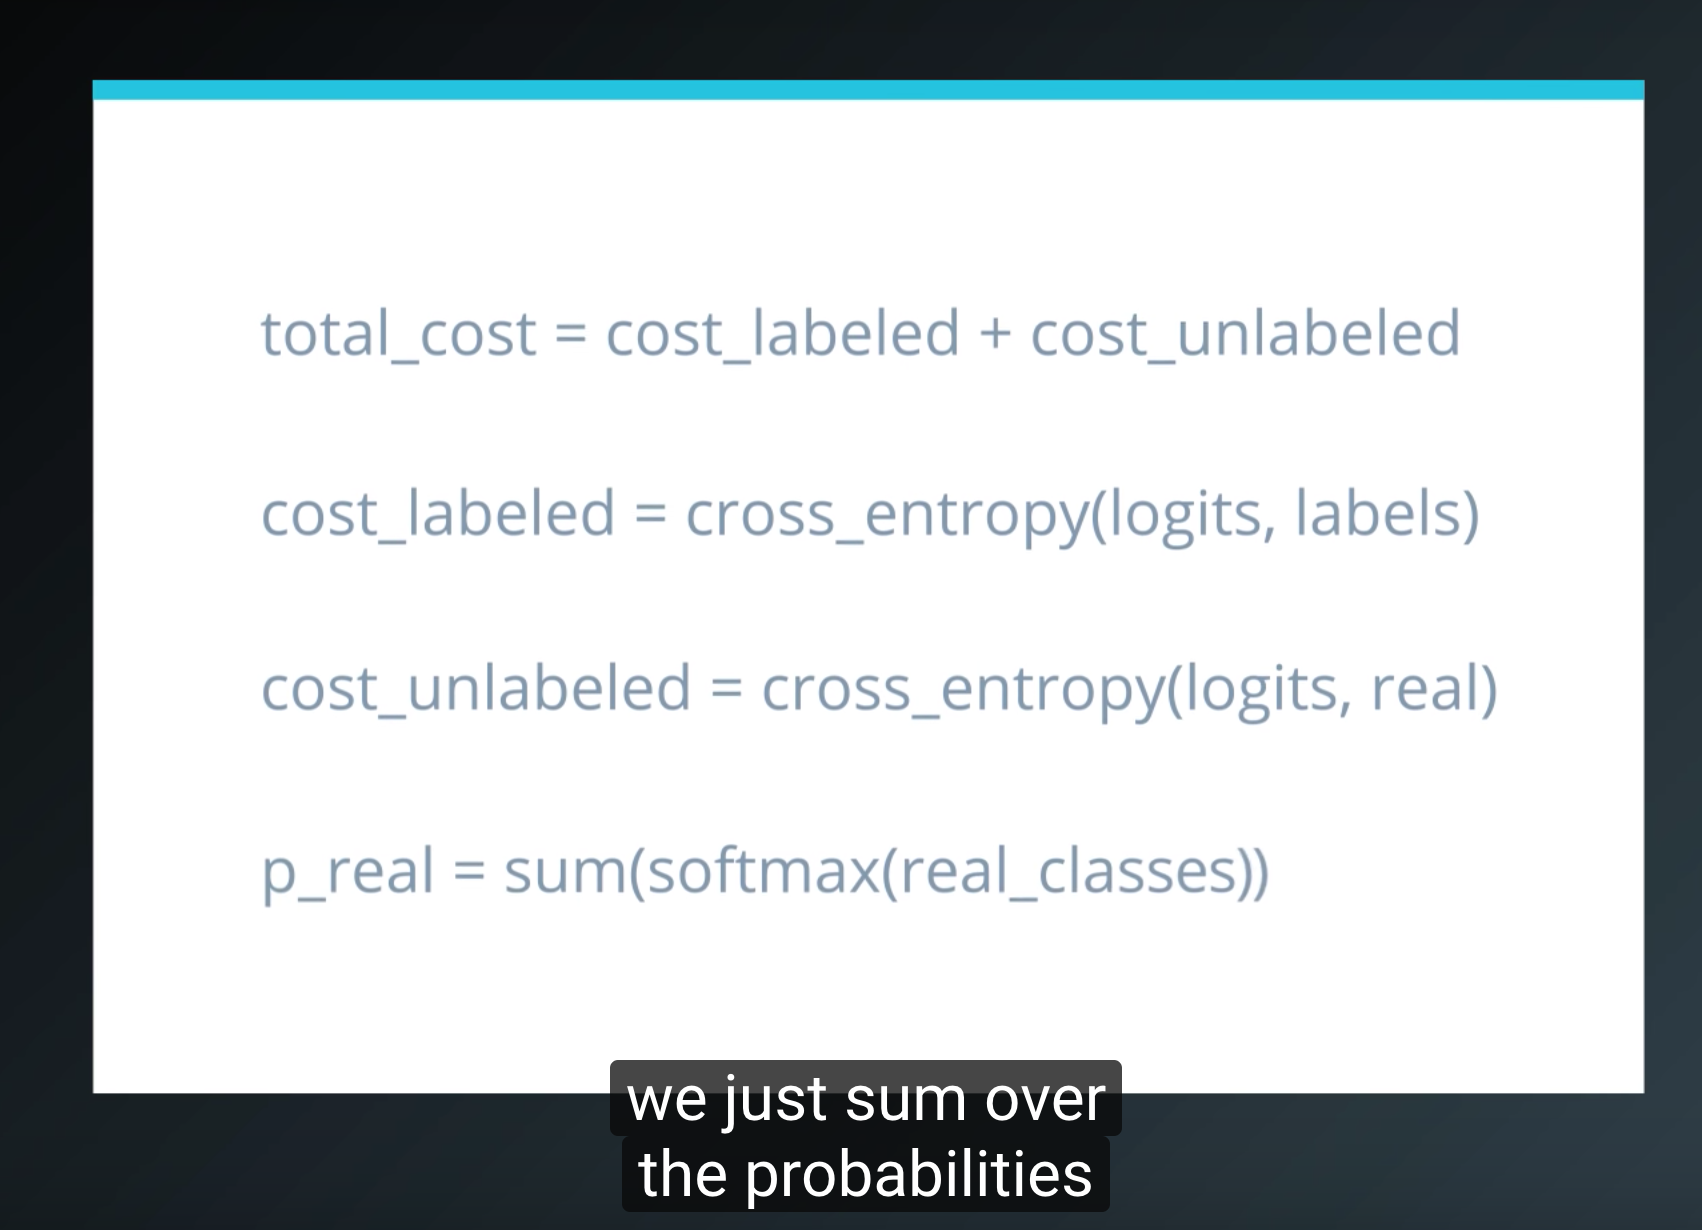 total_cost = cost_labeled + cost_unlabeled
cost_labeled = cross_entropy(logits, labels)
cost_unlabeled = cross_entropy(logits, real)
p_real = sum(softmax(real_classes))
we just sum over
the probabilities